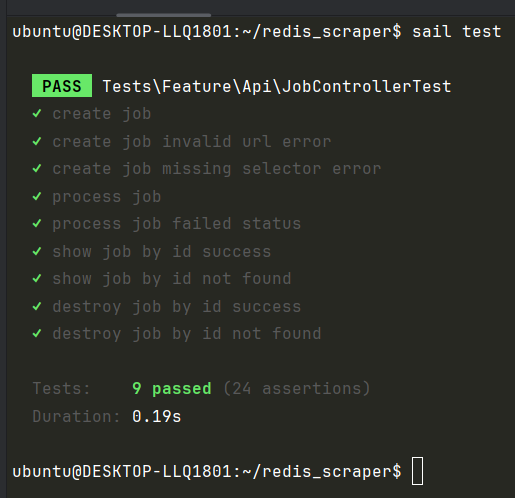 ubuntu@DESKTOP-LLQ1801:~/redis_scraper$ sail test
PASS Tests\Feature\Api\JobControllerTest
✓ create job
✓ create job invalid url error
✓ create job missing selector error
✓ process job
✓ process job failed status
✓ show job by id success
✓ show job by id not found
✓ destroy job by id success
✓ destroy job by id not found
Tests: 9 passed (24 assertions)
Duration: 0.19s
ubuntu@DESKTOP-LLQ1801:~/redis_scraper$